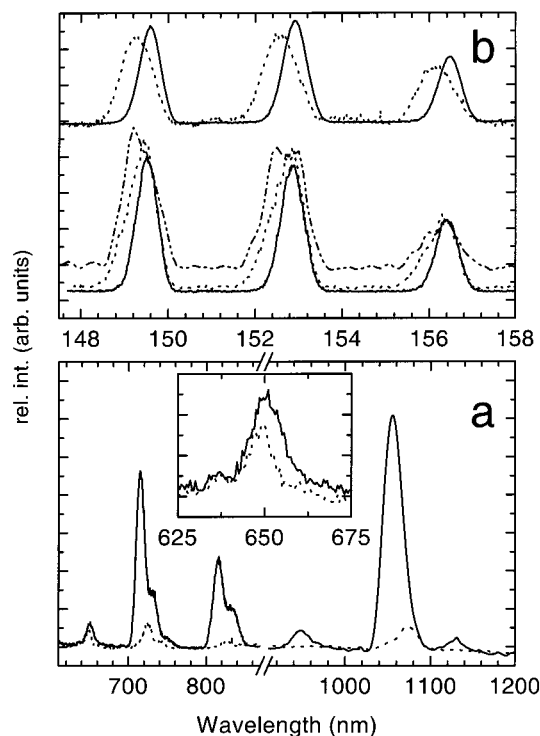 b
148 150 152 154 156 158
rel. int. (arb. units)
a
625 650 675
700 800 1000 1100 1200
Wavelength (nm)